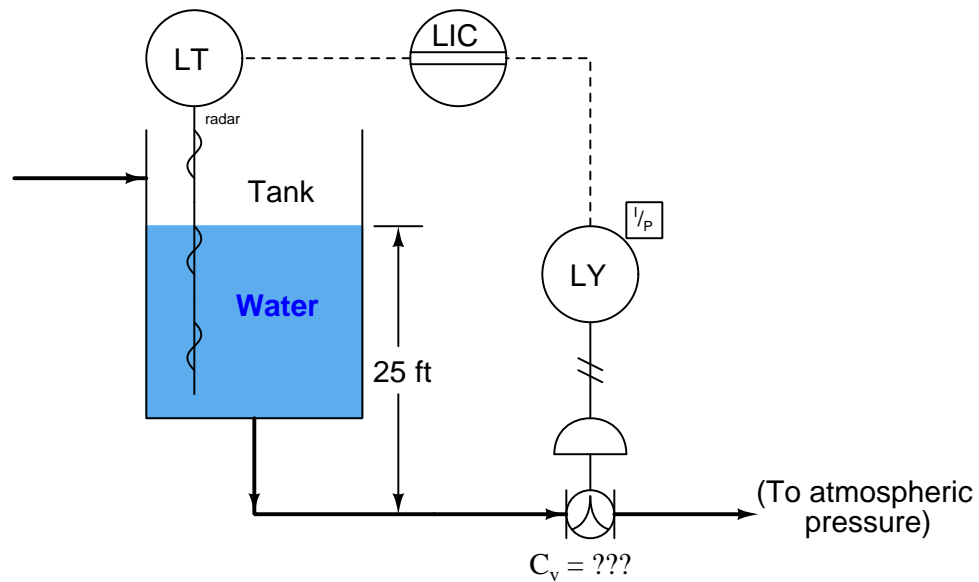 LT
LIC
radar
Tank
I/P
Water
LY
25 ft
(To atmospheric
pressure)
Cv = ???